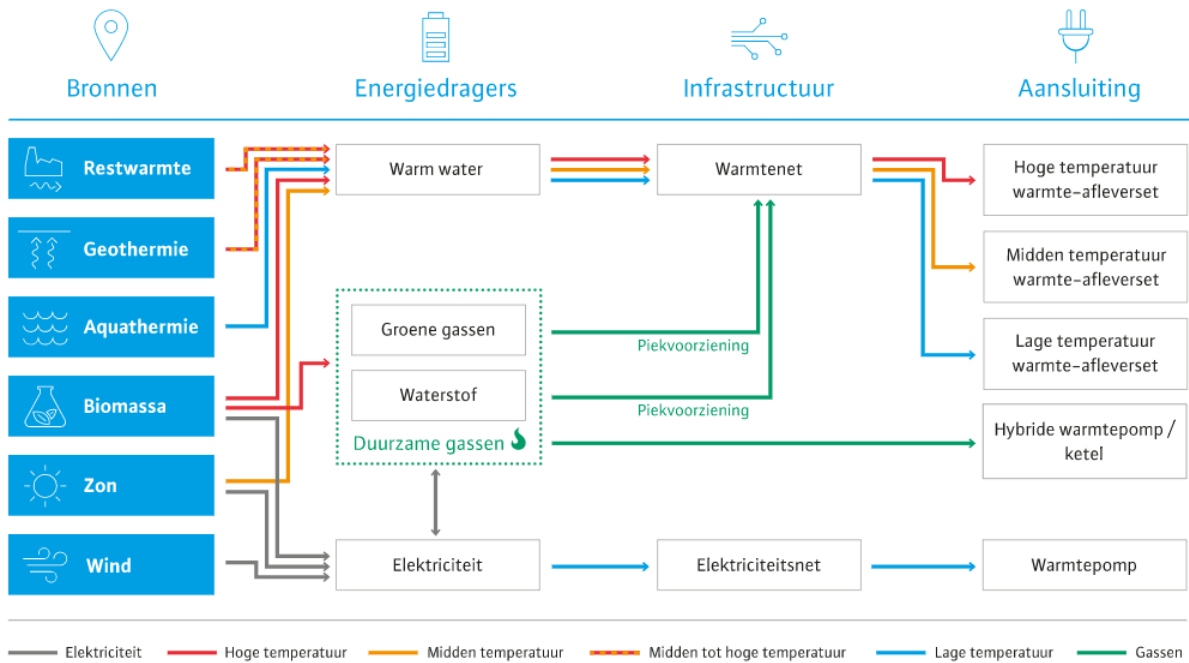 Bronnen
Energiedragers
Infrastructuur
Aansluiting
Restwarmte
Warm water
Warmtenet
Hoge temperatuur
warmte-afleverset
Geothermie
Midden temperatuur
warmte-afleverset
Aquathermie
Groene gassen
Piekvoorziening
Lage temperatuur
warmte-afleverset
Biomassa
Waterstof
Piekvoorziening
Duurzame gassen
Hybride warmtepomp /
ketel
Zon
Wind
Elektriciteit
Elektriciteitsnet
Warmtepomp
Elektriciteit
Hoge temperatuur
Midden temperatuur
Midden tot hoge temperatuur
Lage temperatuur
Gassen